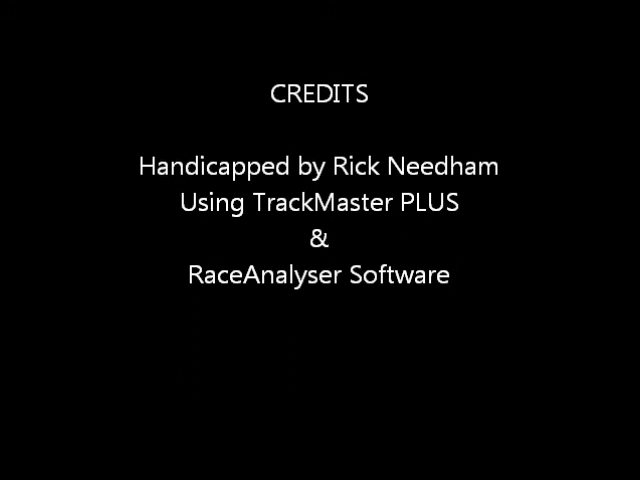 CREDITS
Handicapped by Rick Needham
Using TrackMaster PLUS
&
RaceAnalyser Software